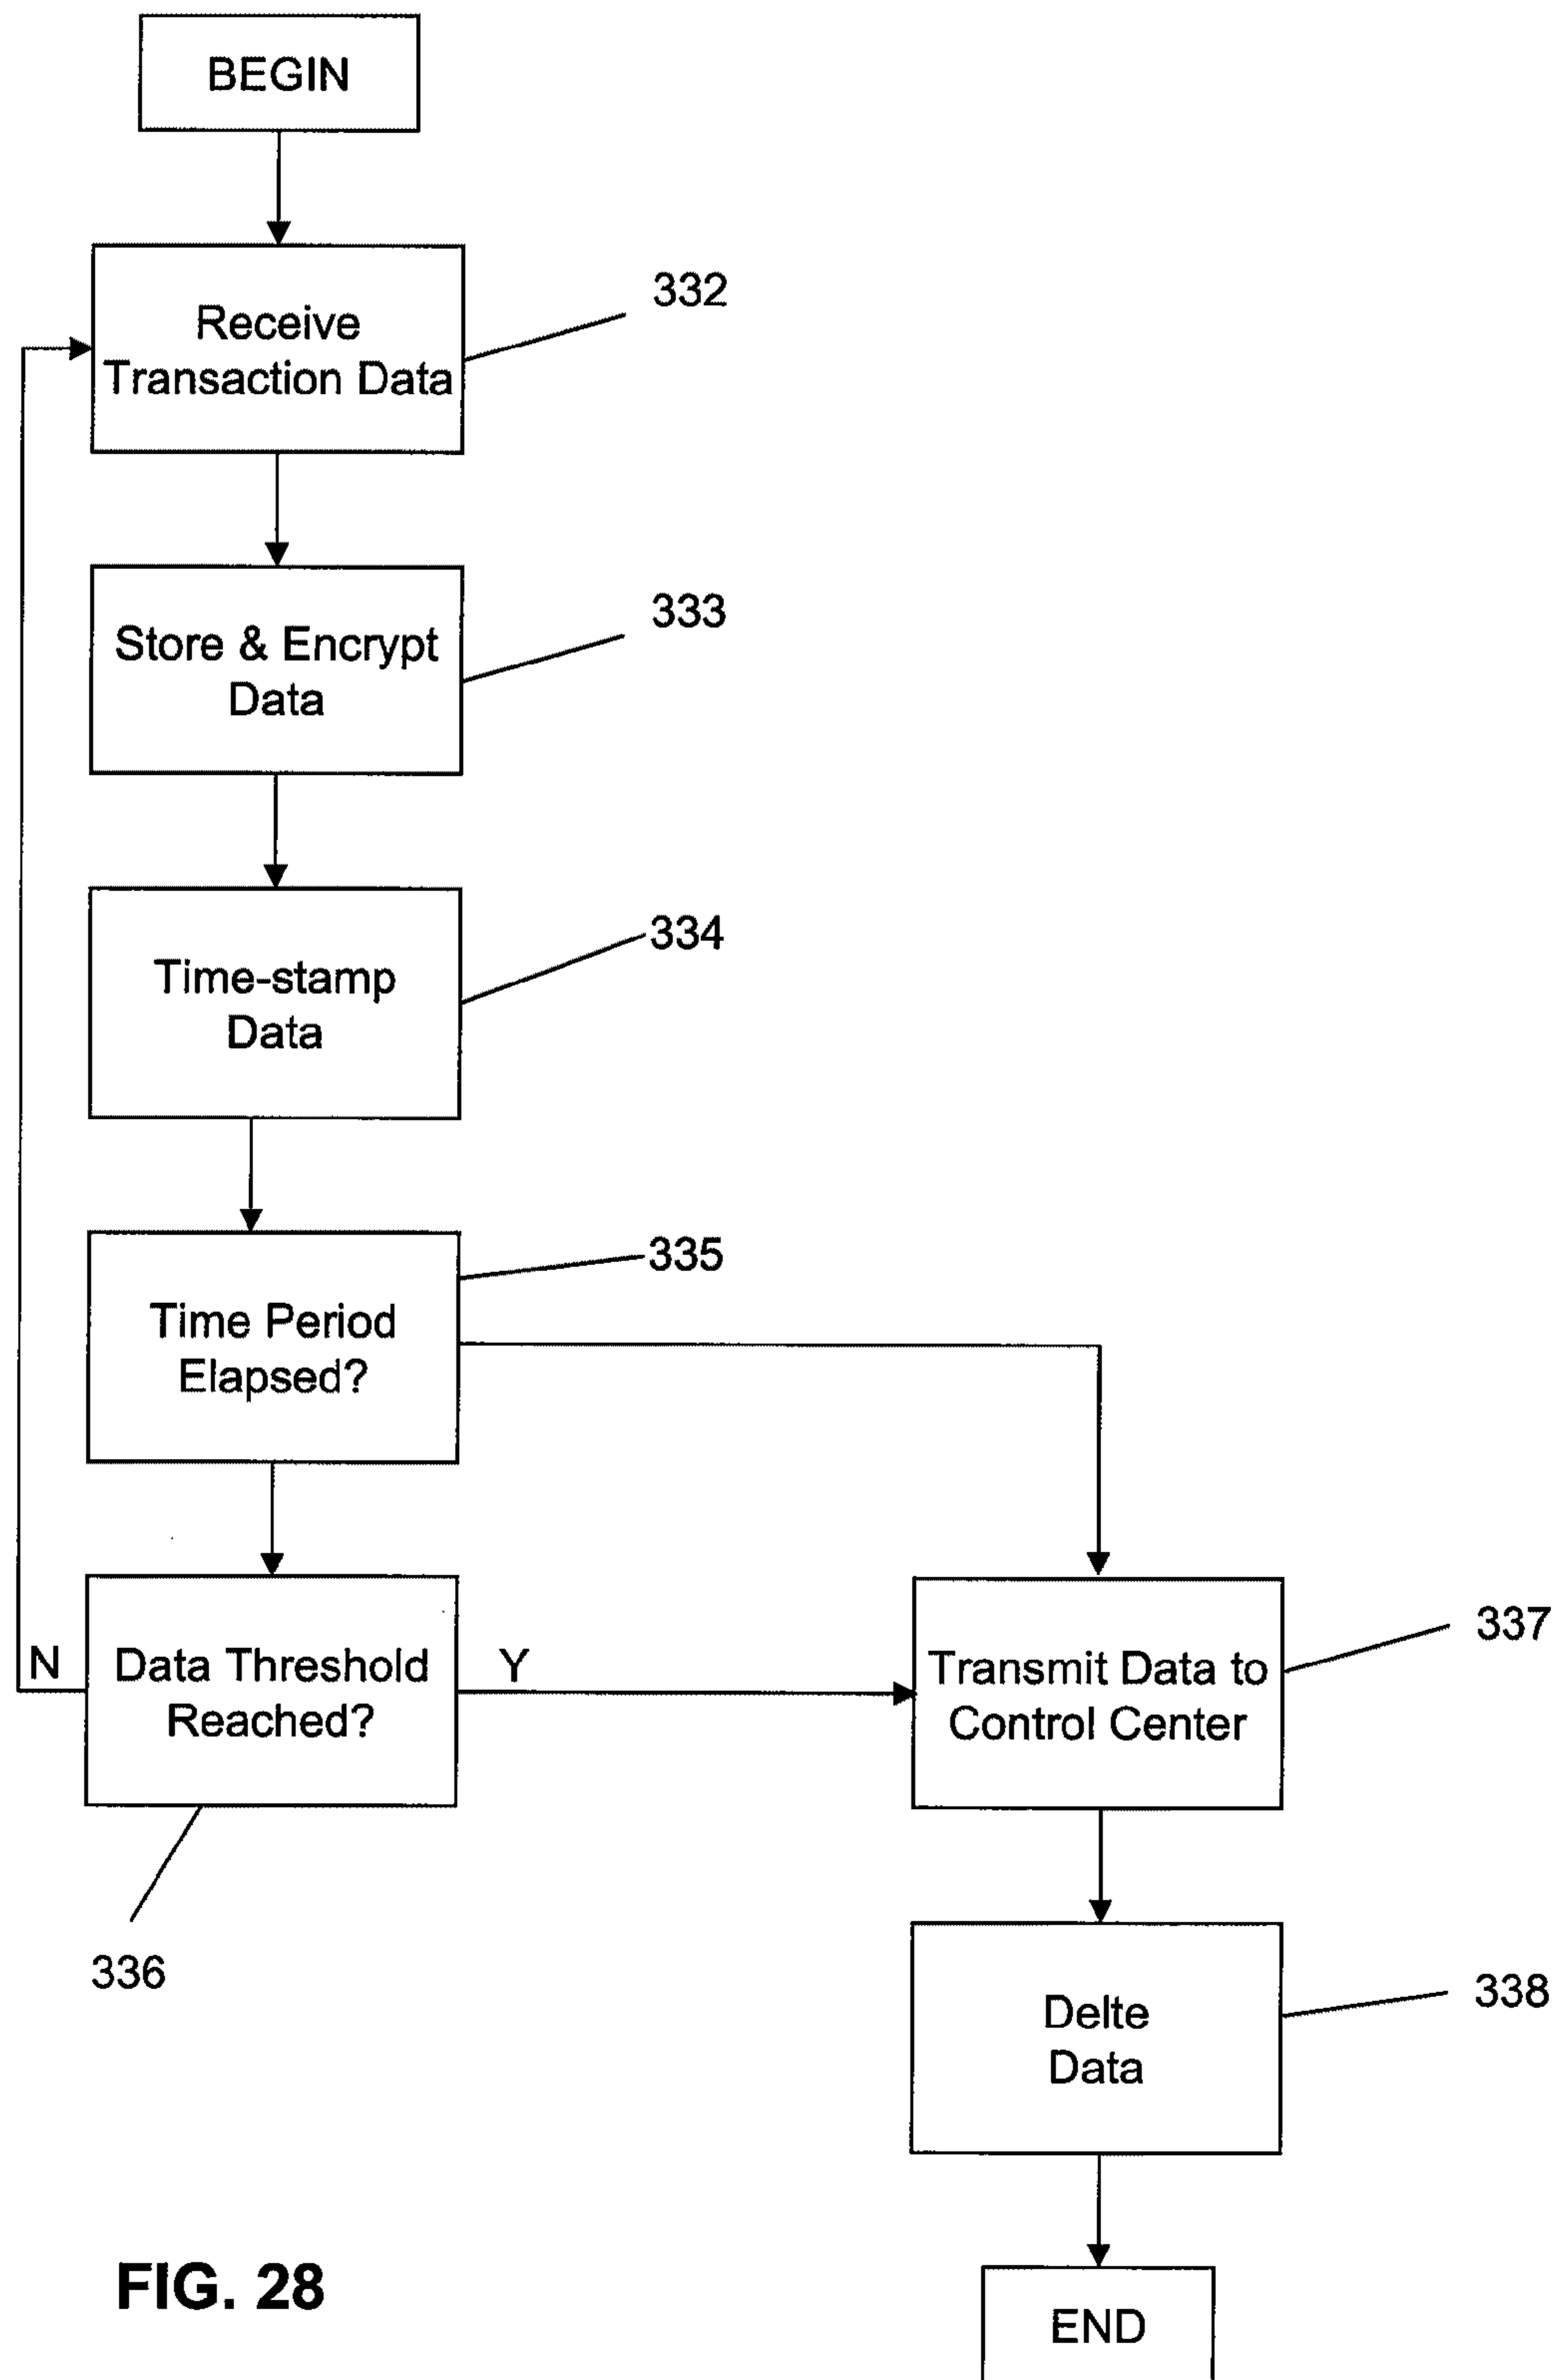 BEGIN
Receive
Transaction Data
332
Store & Encrypt
Data
333
Time-stamp
Data
334
Time Period
Elapsed?
335
N
Data Threshold
Reached?
Y
336
Transmit Data to
Control Center
337
Delte
Data
338
END
FIG. 28